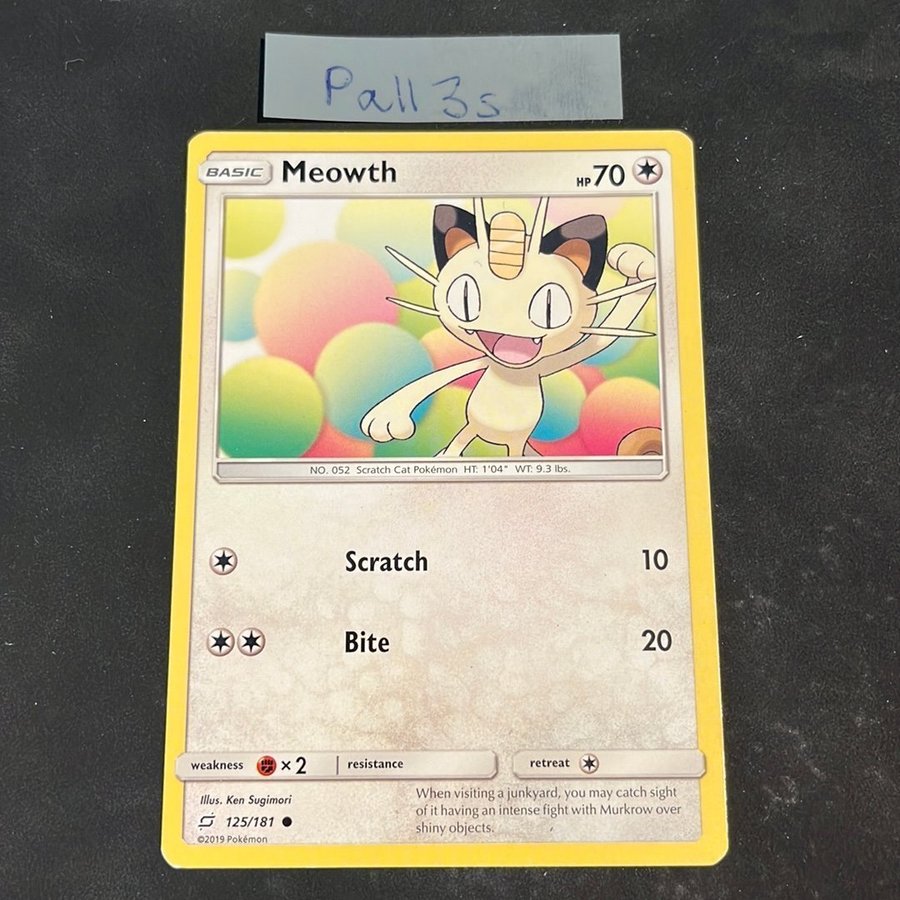 Pall 3s
BASIC Meowth HP 70
NO. 052 Scratch Cat Pokémon HT: 1'04" WT: 9.3 lbs.
Scratch 10
Bite 20
weakness ×2 resistance retreat
Illus. Ken Sugimori
125/181
©2019 Pokémon
When visiting a junkyard, you may catch sight
of it having an intense fight with Murkrow over
shiny objects.